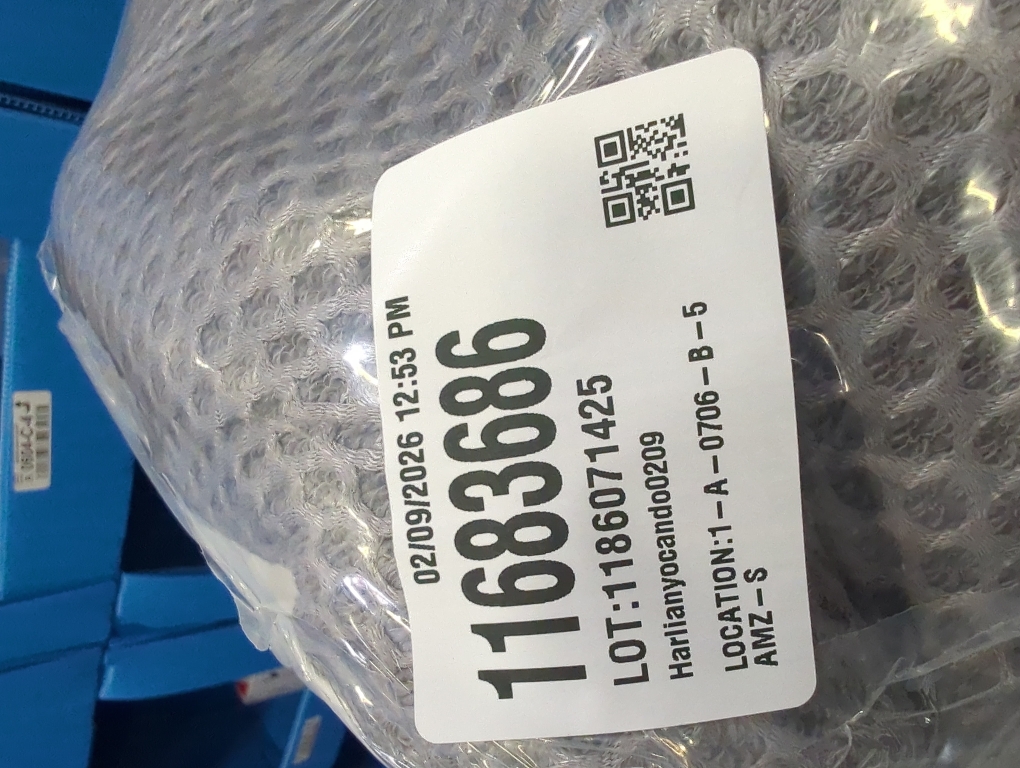 02/09/2026 12:53 PM
11683686
LOT:1186071425
Harlianyocando0209
LOCATION:1-A-0706-B-5
AMZ-S